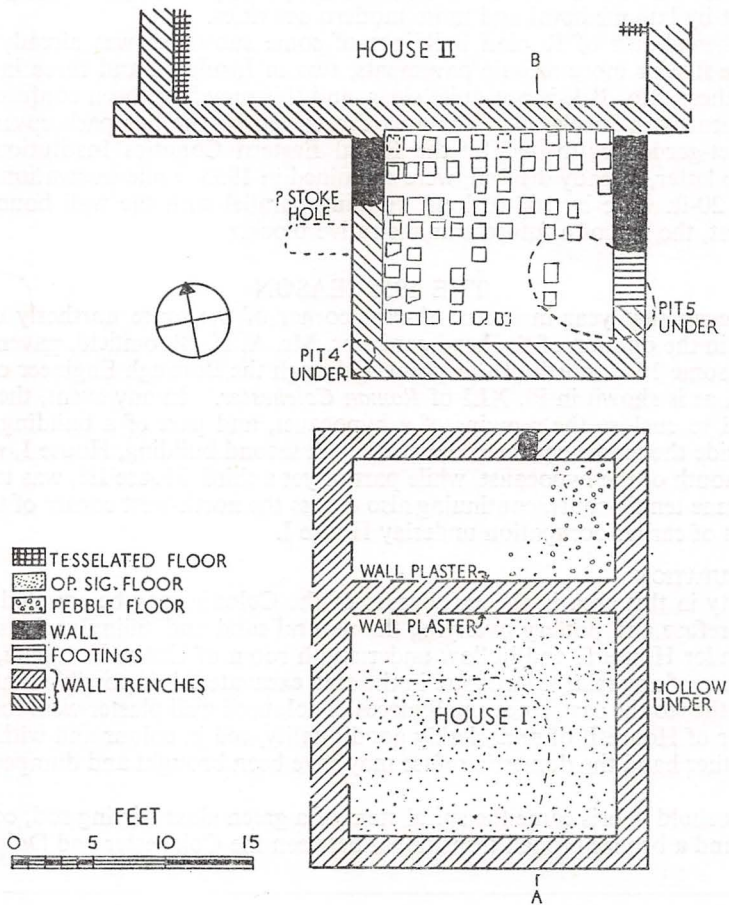 HOUSE II
B
? STOKE
HOLE
PIT 4
UNDER
PIT 5
UNDER
WALL PLASTER
WALL PLASTER
HOUSE I
HOLLOW
UNDER
TESSELATED FLOOR
OP. SIG. FLOOR
PEBBLE FLOOR
WALL
FOOTINGS
WALL TRENCHES
FEET
0 5 10 15
A